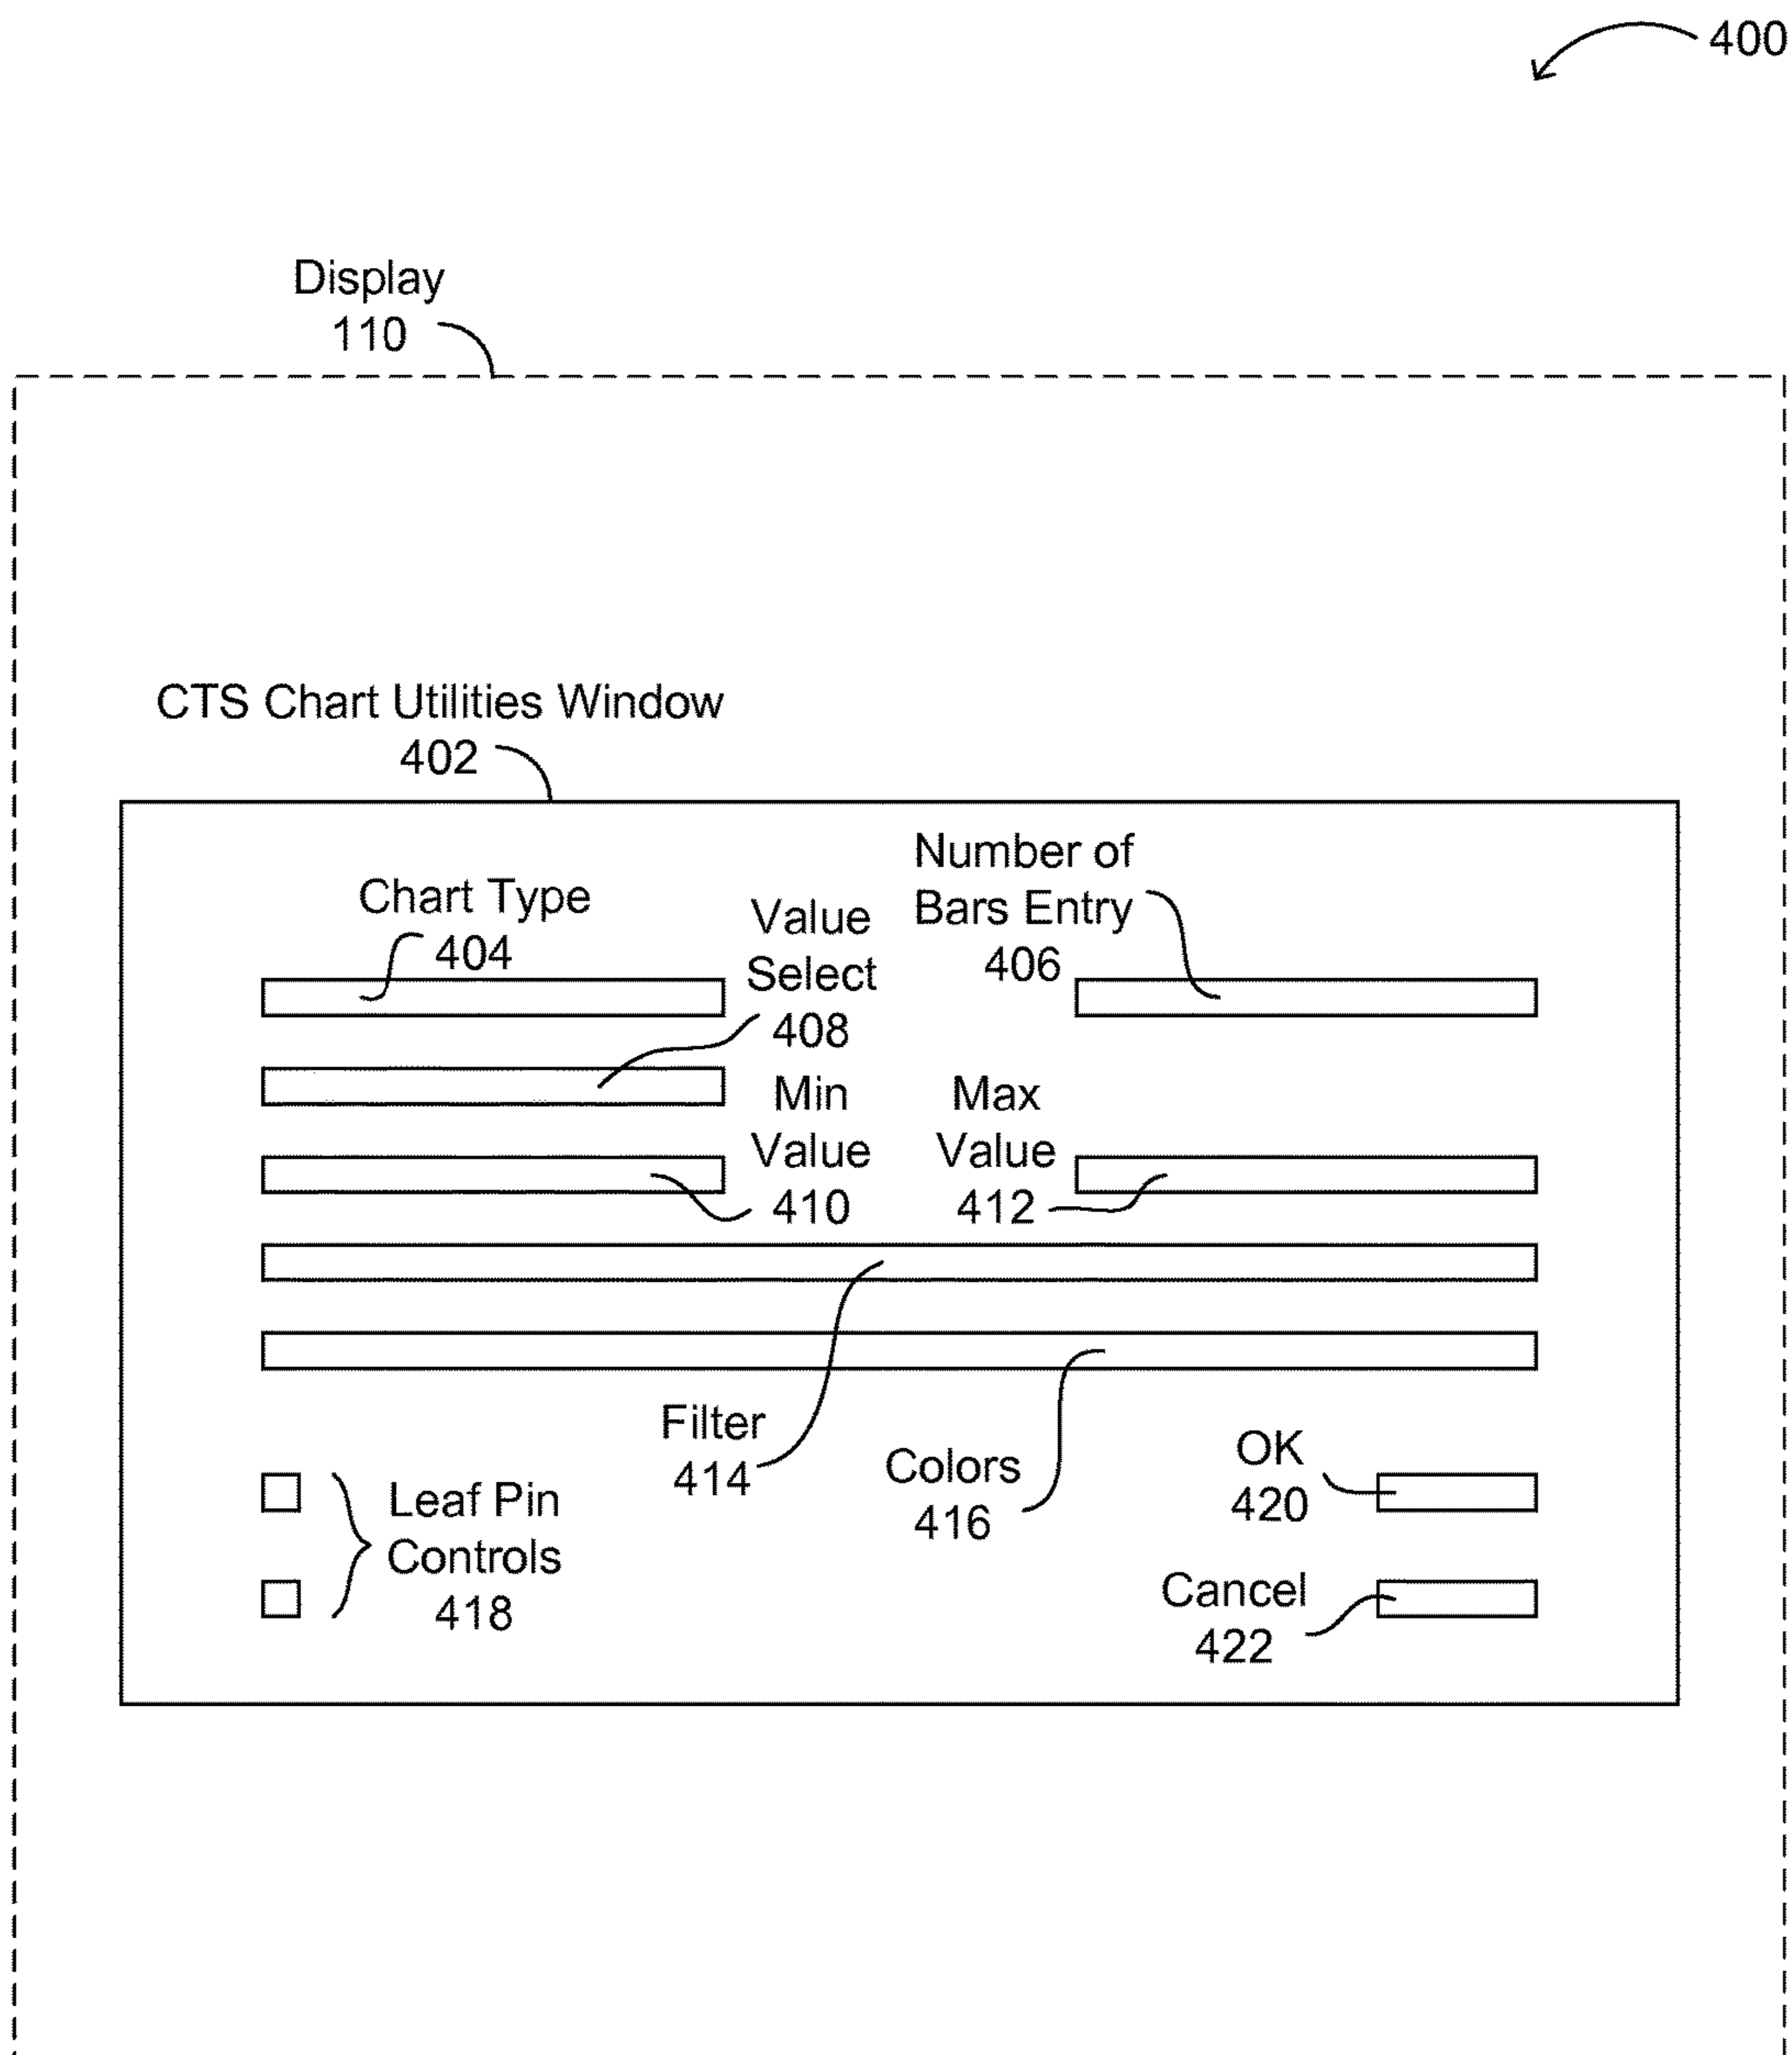 400
Display
110
CTS Chart Utilities Window
402
Chart Type
404
Value
Select
408
Number of
Bars Entry
406
Min
Value
410
Max
Value
412
Filter
414
Colors
416
Leaf Pin
Controls
418
OK
420
Cancel
422